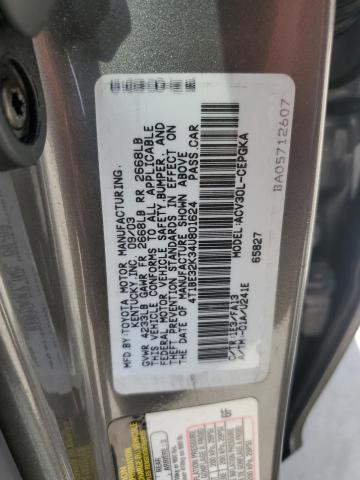 MFD. BY: TOYOTA MOTOR MANUFACTURING,
KENTUCKY, INC. 09/03
GVWR 4233LB GAWR FR 2668LB RR 2668LB
THIS VEHICLE CONFORMS TO ALL APPLICABLE
FEDERAL MOTOR VEHICLE SAFETY, BUMPER, AND
THEFT PREVENTION STANDARDS IN EFFECT ON
THE DATE OF MANUFACTURE SHOWN ABOVE.
4T1BE32K34U801624 PASS.CAR
C/TR:1E3/FA13 MODEL:ACV30L-CEPGKA
A/TM:-01A/U241E 65827
BA05712607